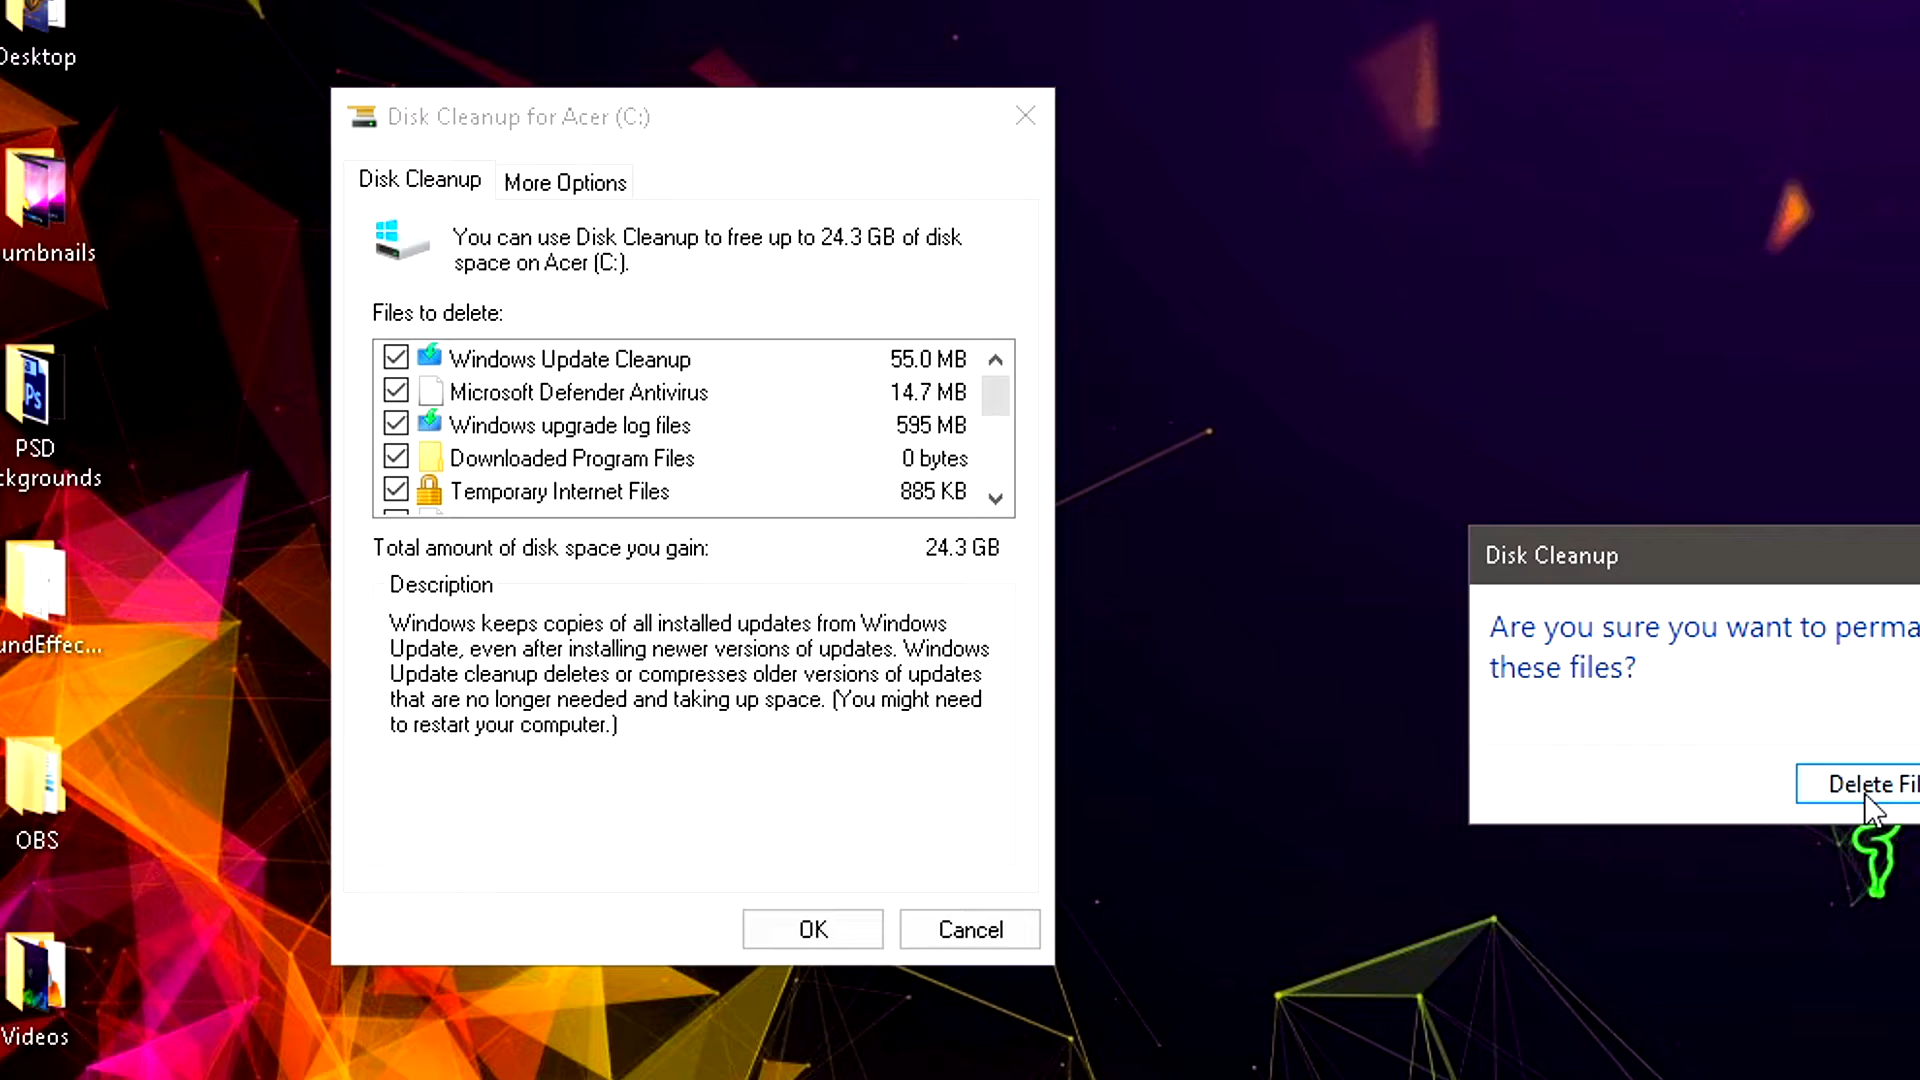 Desktop
umbnails
PSD
ckgrounds
undEffec...
OBS
Videos
Disk Cleanup for Acer (C:)
Disk Cleanup
More Options
You can use Disk Cleanup to free up to 24.3 GB of disk
space on Acer (C:).
Files to delete:
Windows Update Cleanup 55.0 MB
Microsoft Defender Antivirus 14.7 MB
Windows upgrade log files 595 MB
Downloaded Program Files 0 bytes
Temporary Internet Files 885 KB
Total amount of disk space you gain: 24.3 GB
Description
Windows keeps copies of all installed updates from Windows
Update, even after installing newer versions of updates. Windows
Update cleanup deletes or compresses older versions of updates
that are no longer needed and taking up space. (You might need
to restart your computer.)
OK
Cancel
Disk Cleanup
Are you sure you want to perma
these files?
Delete Fil